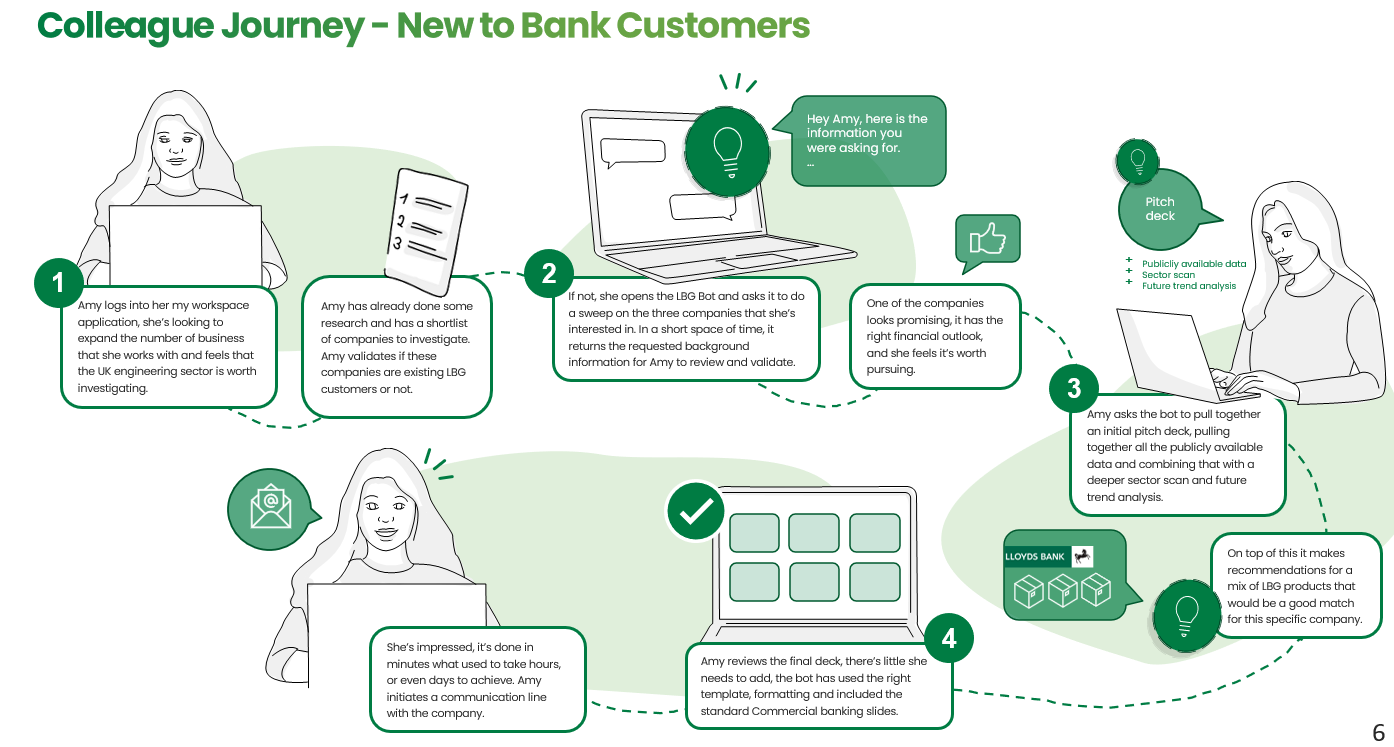 Colleague Journey - New to Bank Customers
1
Amy logs into her my workspace
application, she's looking to
expand the number of business
that she works with and feels that
the UK engineering sector is worth
investigating.
1
2
3
Amy has already done some
research and has a shortlist
of companies to investigate.
Amy validates if these
companies are existing LBG
customers or not.
Hey Amy, here is the
information you
were asking for.
...
2
If not, she opens the LBG Bot and asks it to do
a sweep on the three companies that she's
interested in. In a short space of time, it
returns the requested background
information for Amy to review and validate.
One of the companies
looks promising, it has the
right financial outlook,
and she feels it's worth
pursuing.
Pitch
deck
+ Publicliy available data
+ Sector scan
+ Future trend analysis
3
Amy asks the bot to pull together
an initial pitch deck, pulling
together all the publicly available
data and combining that with a
deeper sector scan and future
trend analysis.
LLOYDS BANK
On top of this it makes
recommendations for a
mix of LBG products that
would be a good match
for this specific company.
4
Amy reviews the final deck, there's little she
needs to add, the bot has used the right
template, formatting and included the
standard Commercial banking slides.
@
She's impressed, it's done in
minutes what used to take hours,
or even days to achieve. Amy
initiates a communication line
with the company.
6